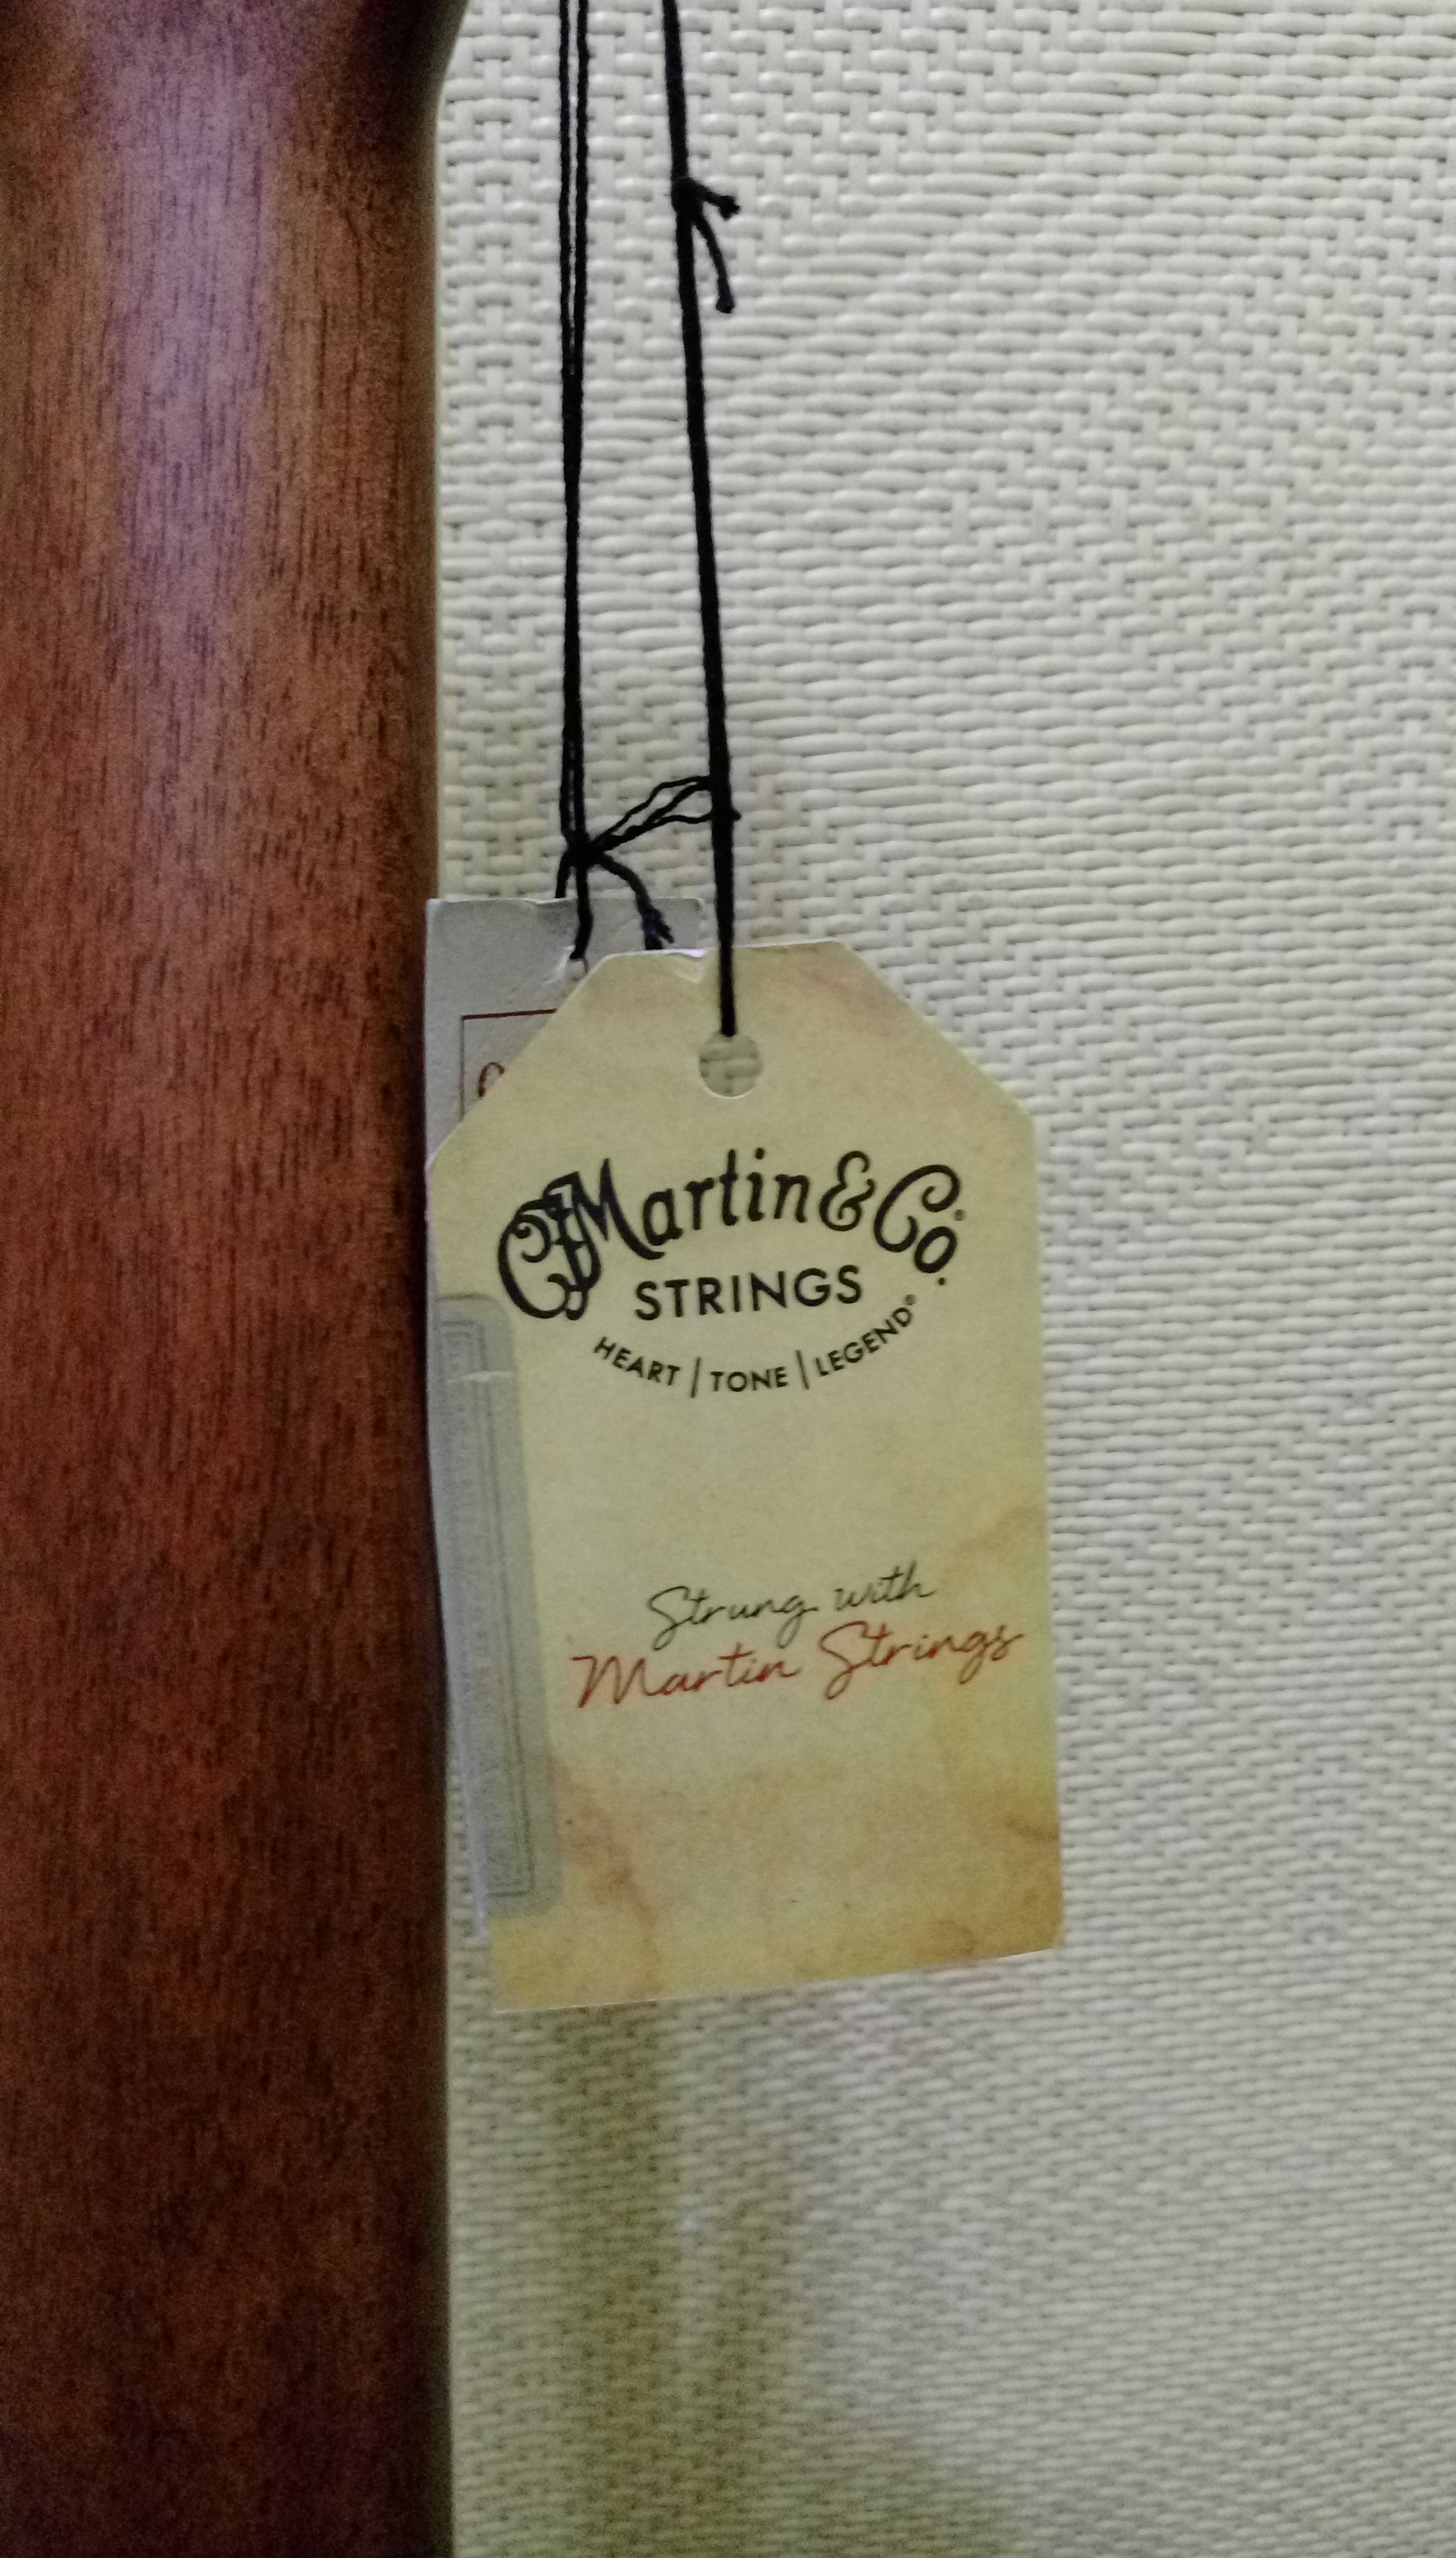 CFMartin & Co.®
STRINGS
HEART | TONE | LEGEND®
Strung with
Martin Strings